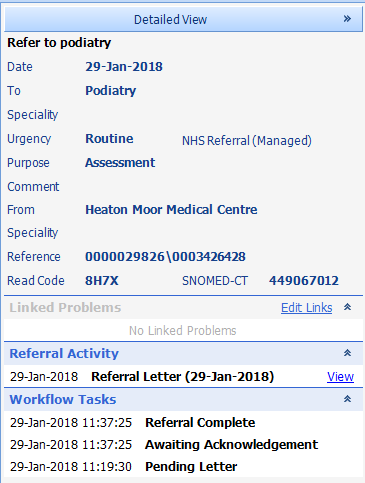 Detailed View »
Refer to podiatry
Date 29-Jan-2018
To Podiatry
Speciality
Urgency Routine NHS Referral (Managed)
Purpose Assessment
Comment
From Heaton Moor Medical Centre
Speciality
Reference 0000029826\0003426428
Read Code 8H7X SNOMED-CT 449067012
Linked Problems Edit Links
No Linked Problems
Referral Activity
29-Jan-2018 Referral Letter (29-Jan-2018) View
Workflow Tasks
29-Jan-2018 11:37:25 Referral Complete
29-Jan-2018 11:37:25 Awaiting Acknowledgement
29-Jan-2018 11:19:30 Pending Letter